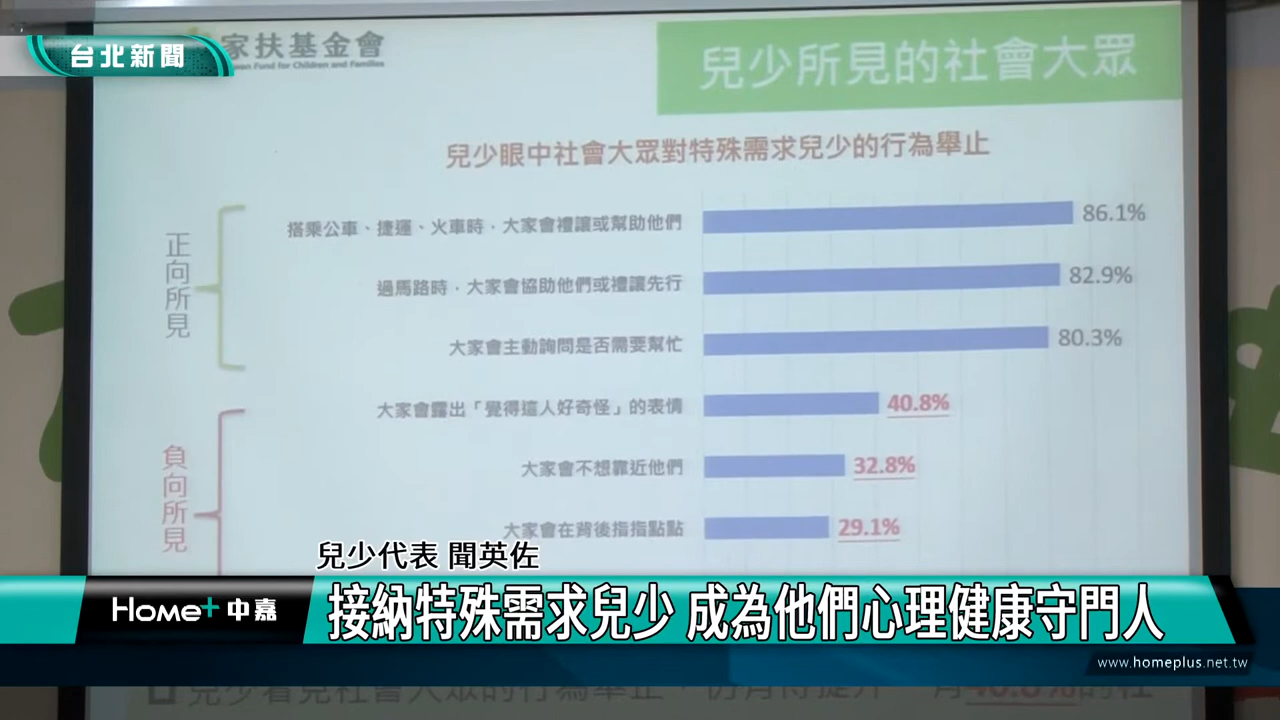 台北新聞
家扶基金會
Fund for Children and Families
兒少所見的社會大眾
兒少眼中社會大眾對特殊需求兒少的行為舉止
正向所見
搭乘公車、捷運、火車時，大家會禮讓或幫助他們
86.1%
過馬路時，大家會協助他們或禮讓先行
82.9%
大家會主動詢問是否需要幫忙
80.3%
負向所見
大家會露出「覺得這人好奇怪」的表情
40.8%
大家會不想靠近他們
32.8%
大家會在背後指指點點
29.1%
兒少代表 聞英佐
Home+ 中嘉
接納特殊需求兒少 成為他們心理健康守門人
www.homeplus.net.tw